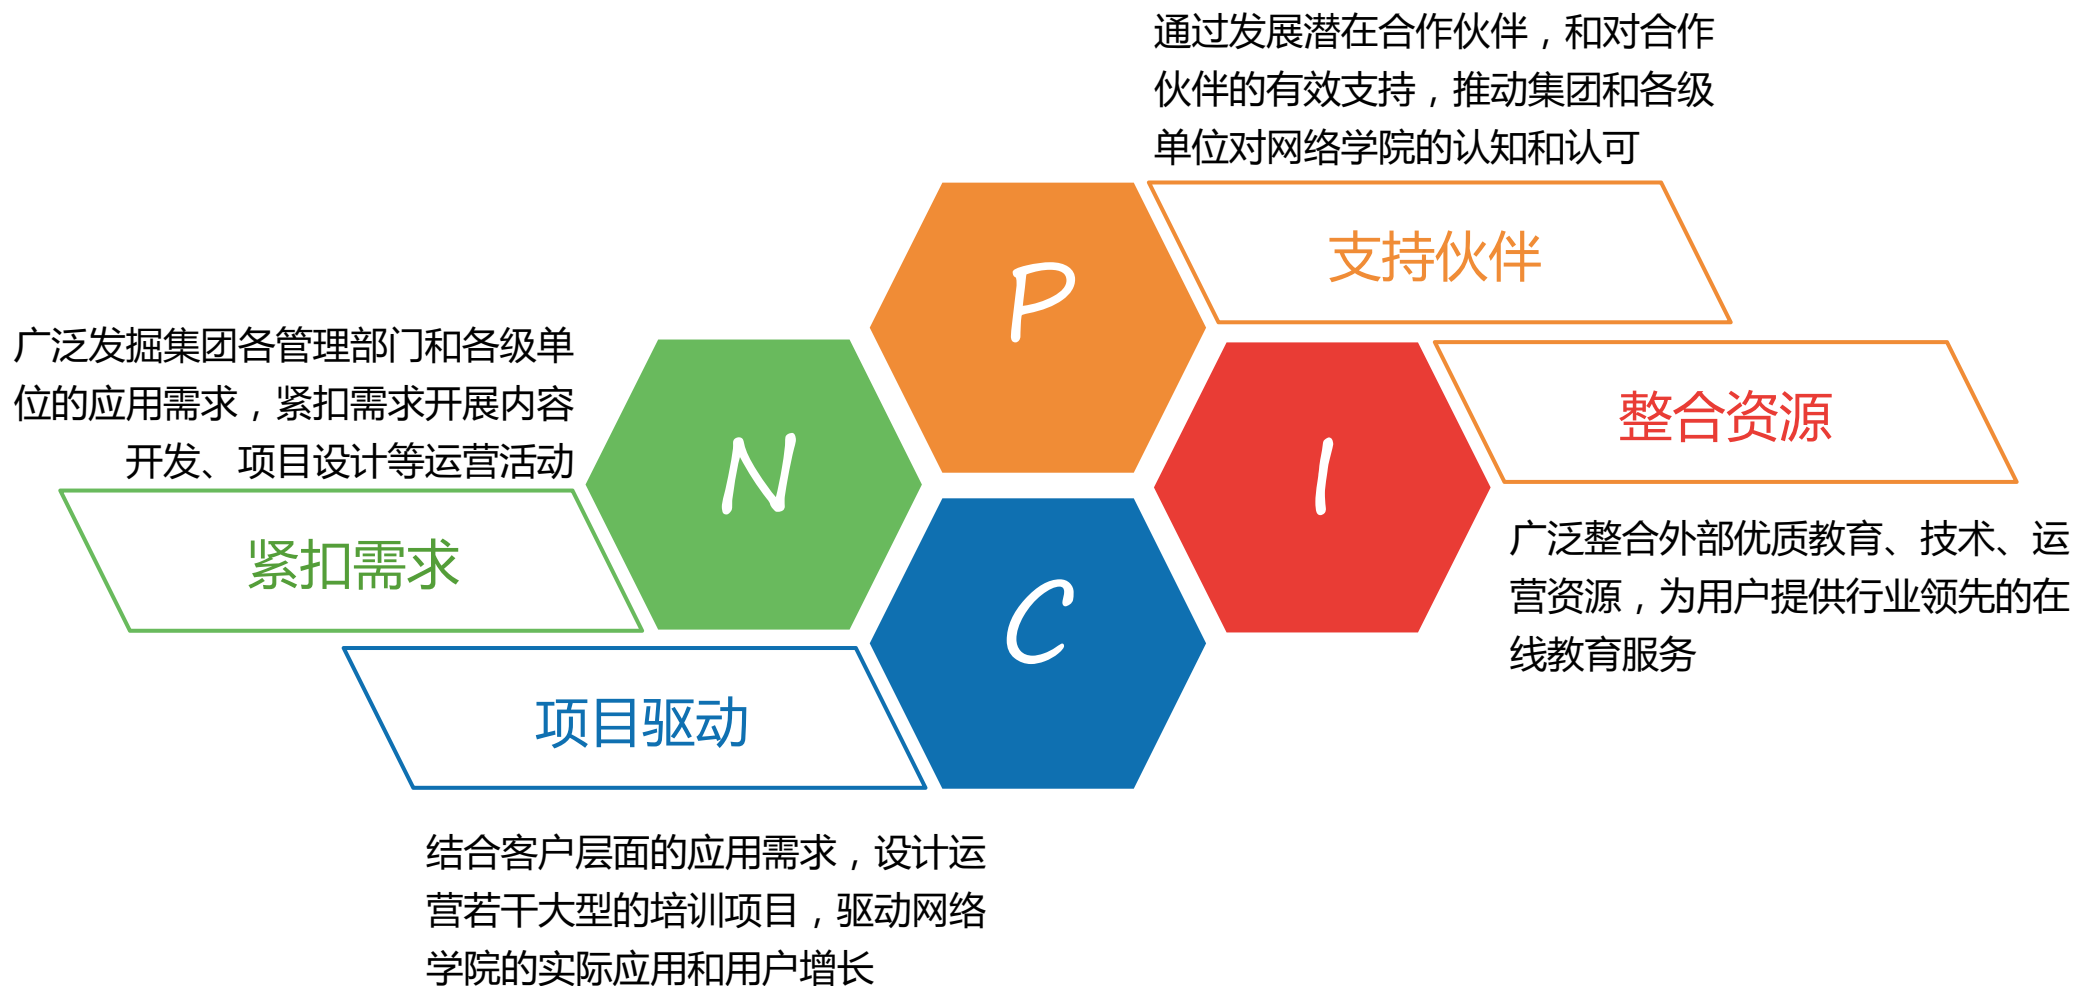 通过发展潜在合作伙伴，和对合作
伙伴的有效支持，推动集团和各级
单位对网络学院的认知和认可
P
支持伙伴
广泛发掘集团各管理部门和各级单
位的应用需求，紧扣需求开展内容
开发、项目设计等运营活动
N
紧扣需求
I
整合资源
广泛整合外部优质教育、技术、运
营资源，为用户提供行业领先的在
线教育服务
C
项目驱动
结合客户层面的应用需求，设计运
营若干大型的培训项目，驱动网络
学院的实际应用和用户增长